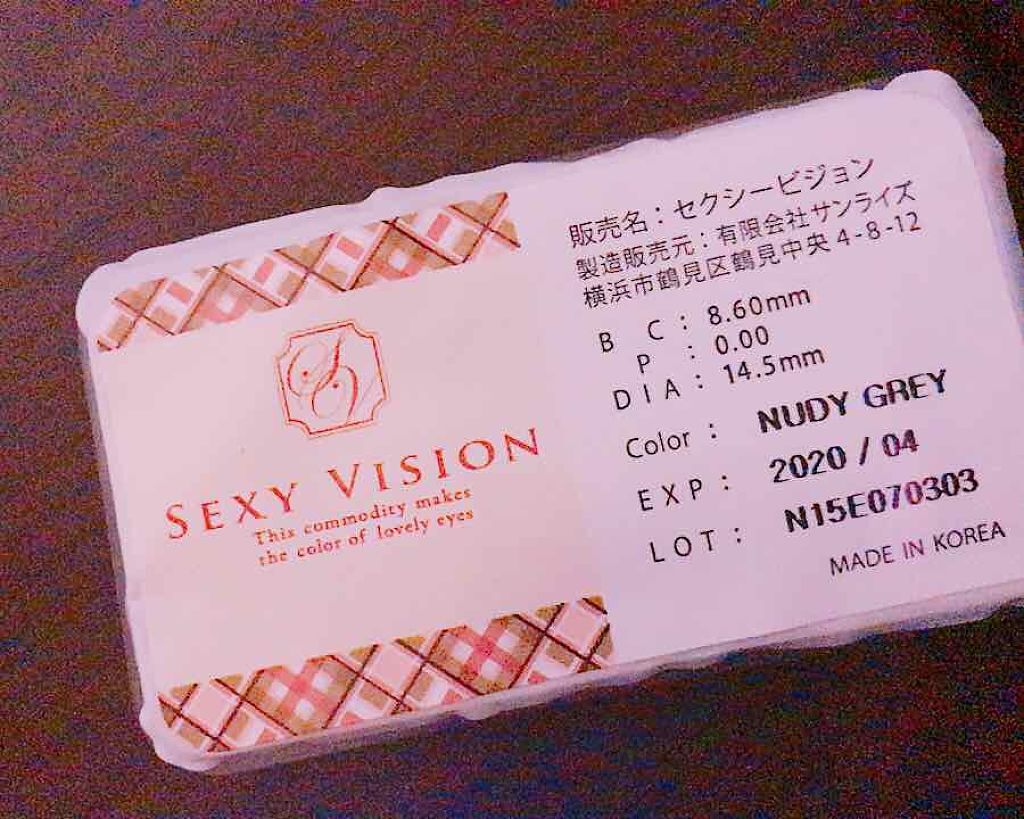 SV
SEXY VISION
This commodity makes
the color of lovely eyes
販売名：セクシービジョン
製造販売元：有限会社サンライズ
横浜市鶴見区鶴見中央4-8-12
B C : 8.60mm
P : 0.00
DIA : 14.5mm
Color : NUDY GREY
EXP : 2020 / 04
LOT : N15E070303
MADE IN KOREA